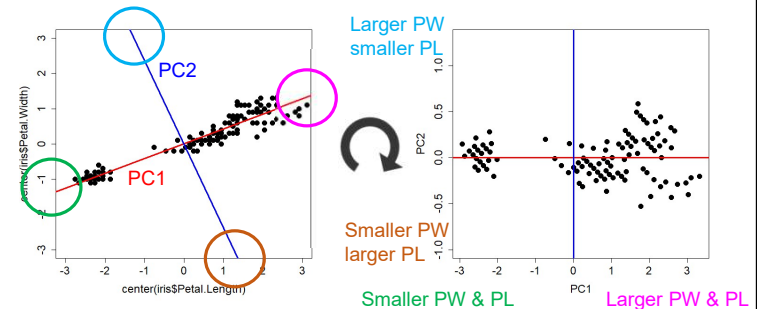 Larger PW
smaller PL
PC2
PC1
center(iris$Petal.Width)
3
2
1
0
-1
-2
-3
-3
-2
-1
0
1
2
3
center(iris$Petal.Length)
Smaller PW
larger PL
Smaller PW & PL
PC2
1.0
0.5
0.0
-0.5
-1.0
-3
-2
-1
0
1
2
3
PC1
Larger PW & PL